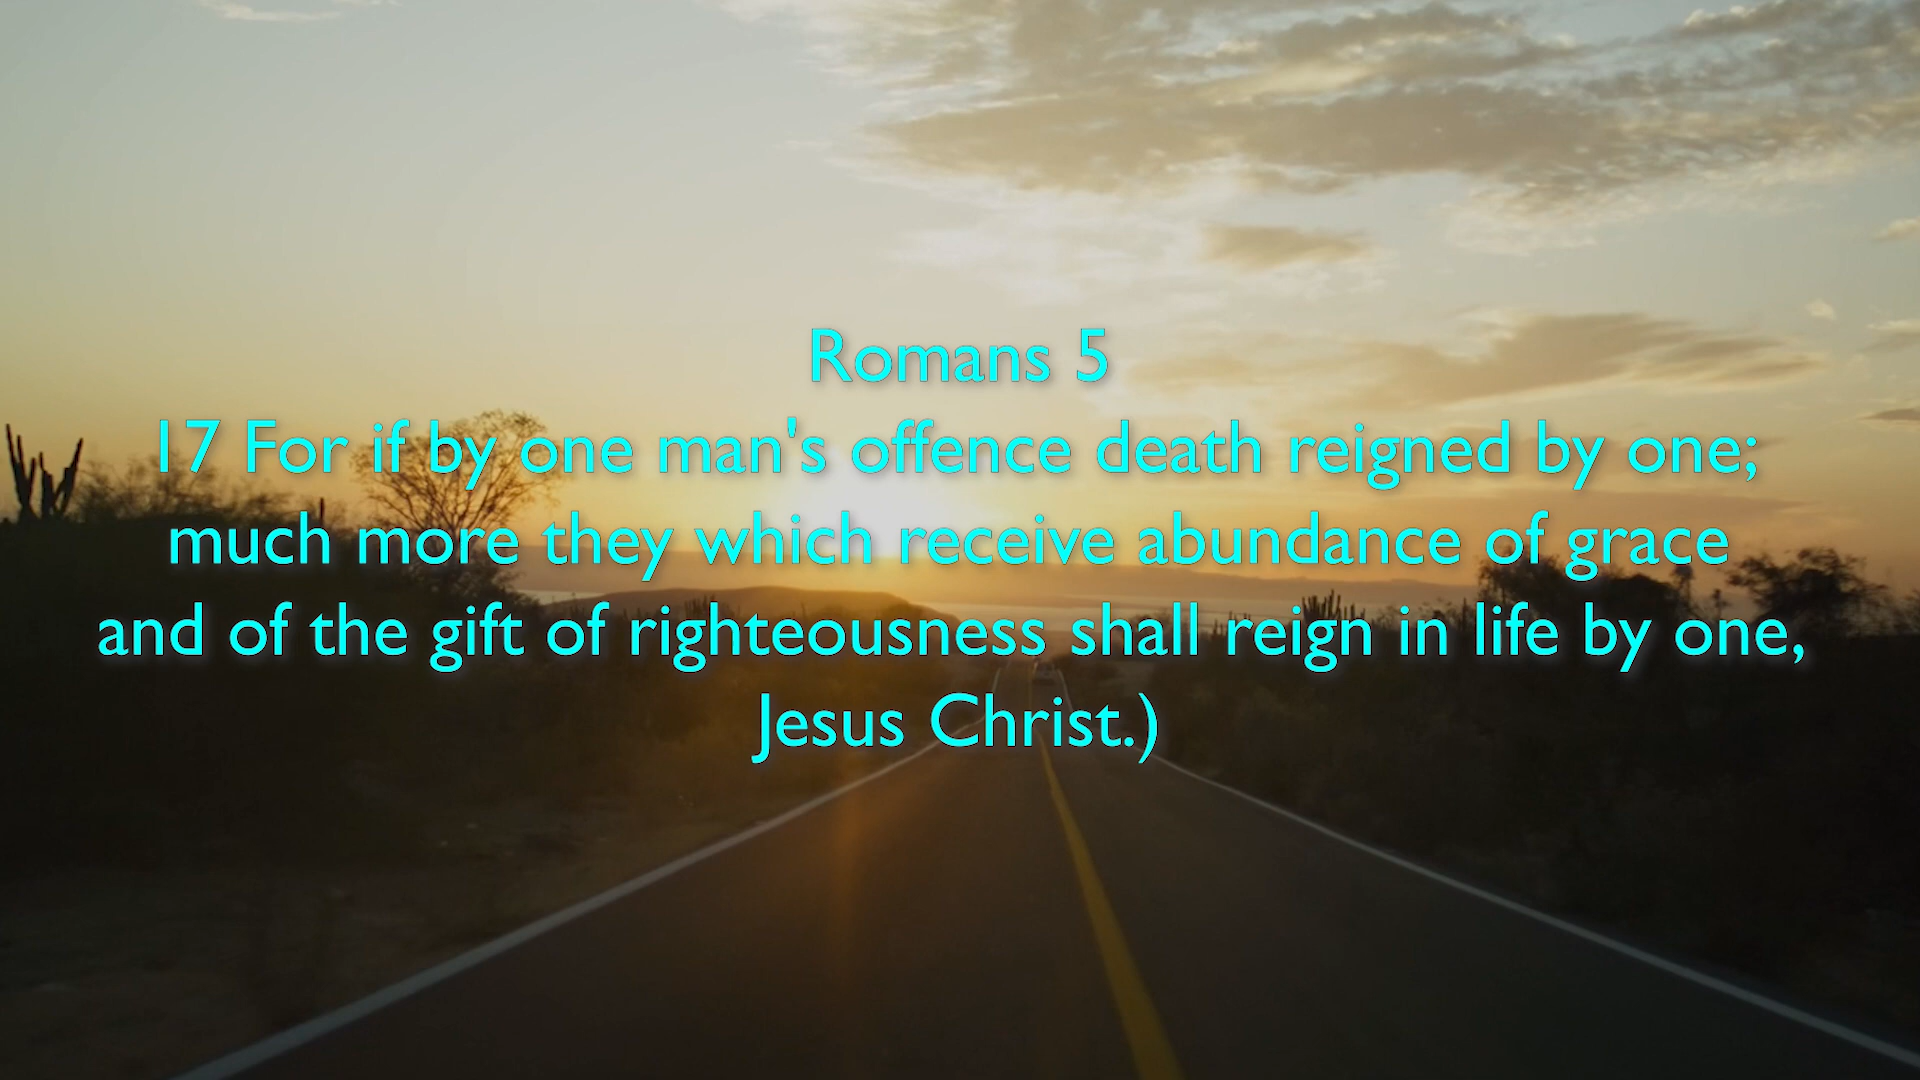 Romans 5
17 For if by one man's offence death reigned by one;
much more they which receive abundance of grace
and of the gift of righteousness shall reign in life by one,
Jesus Christ.)